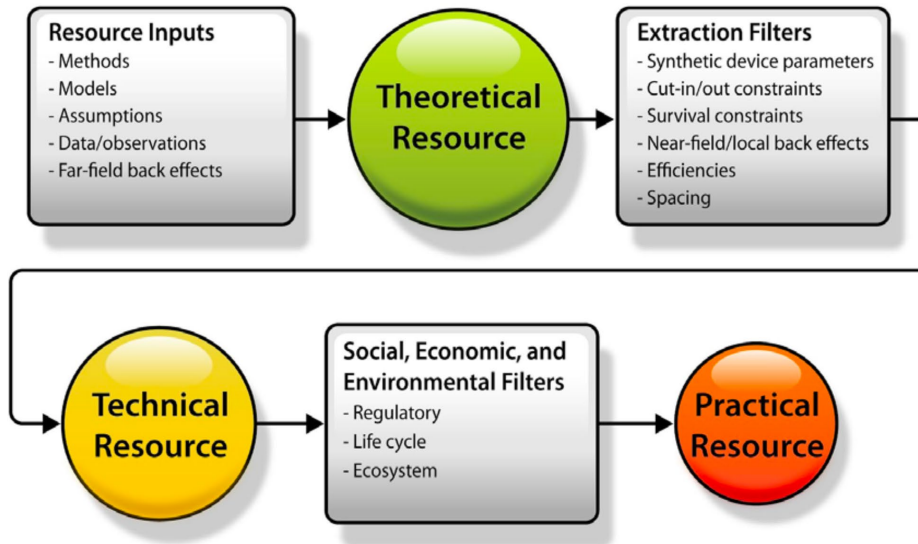 Resource Inputs
- Methods
- Models
- Assumptions
- Data/observations
- Far-field back effects
Theoretical
Resource
Extraction Filters
- Synthetic device parameters
- Cut-in/out constraints
- Survival constraints
- Near-field/local back effects
- Efficiencies
- Spacing
Technical
Resource
Social, Economic, and
Environmental Filters
- Regulatory
- Life cycle
- Ecosystem
Practical
Resource